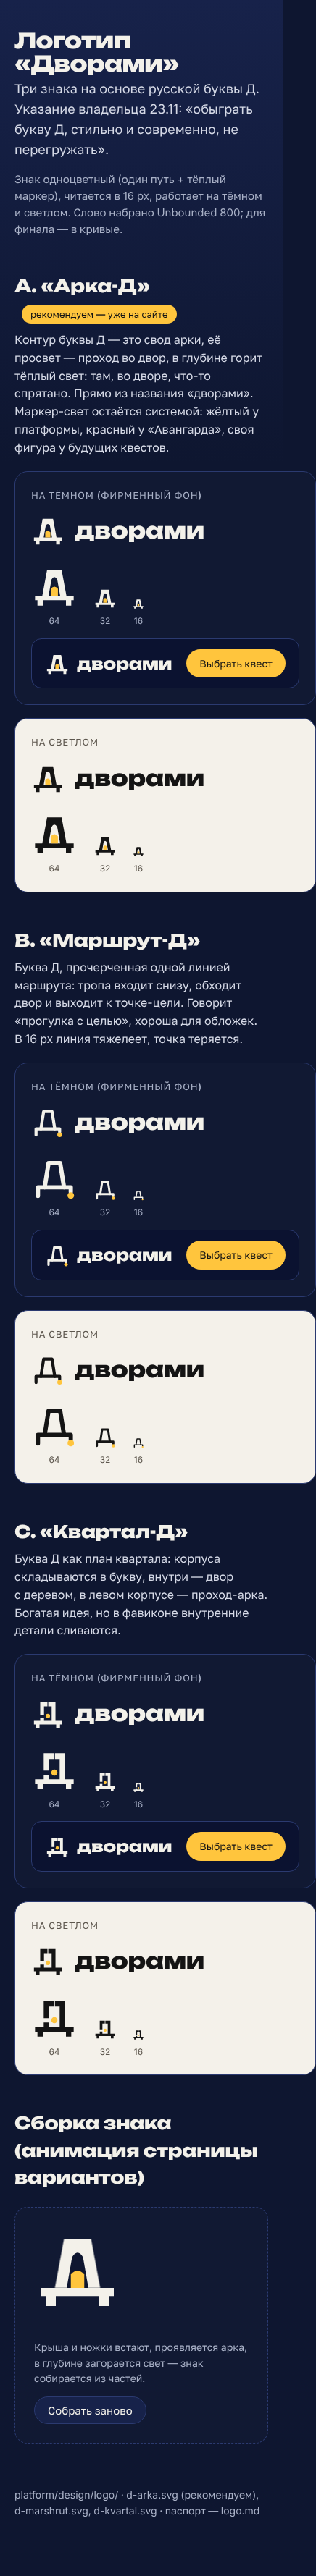 Логотип
«Дворами»
Три знака на основе русской буквы Д.
Указание владельца 23.11: «обыграть
букву Д, стильно и современно, не
перегружать».
Знак одноцветный (один путь + тёплый
маркер), читается в 16 px, работает на тёмном
и светлом. Слово набрано Unbounded 800; для
финала — в кривые.
А. «Арка-Д»
рекомендуем — уже на сайте
Контур буквы Д — это свод арки, её
просвет — проход во двор, в глубине горит
тёплый свет: там, во дворе, что-то
спрятано. Прямо из названия «дворами».
Маркер-свет остаётся системой: жёлтый у
платформы, красный у «Авангарда», своя
фигура у будущих квестов.
НА ТЁМНОМ (ФИРМЕННЫЙ ФОН)
дворами
64 32 16
дворами Выбрать квест
НА СВЕТЛОМ
дворами
64 32 16
B. «Маршрут-Д»
Буква Д, прочерченная одной линией
маршрута: тропа входит снизу, обходит
двор и выходит к точке-цели. Говорит
«прогулка с целью», хороша для обложек.
В 16 px линия тяжелеет, точка теряется.
НА ТЁМНОМ (ФИРМЕННЫЙ ФОН)
дворами
64 32 16
дворами Выбрать квест
НА СВЕТЛОМ
дворами
64 32 16
C. «Квартал-Д»
Буква Д как план квартала: корпуса
складываются в букву, внутри — двор
с деревом, в левом корпусе — проход-арка.
Богатая идея, но в фавиконе внутренние
детали сливаются.
НА ТЁМНОМ (ФИРМЕННЫЙ ФОН)
дворами
64 32 16
дворами Выбрать квест
НА СВЕТЛОМ
дворами
64 32 16
Сборка знака
(анимация страницы
вариантов)
Крыша и ножки встают, проявляется арка,
в глубине загорается свет — знак
собирается из частей.
Собрать заново
platform/design/logo/ · d-arka.svg (рекомендуем),
d-marshrut.svg, d-kvartal.svg · паспорт — logo.md